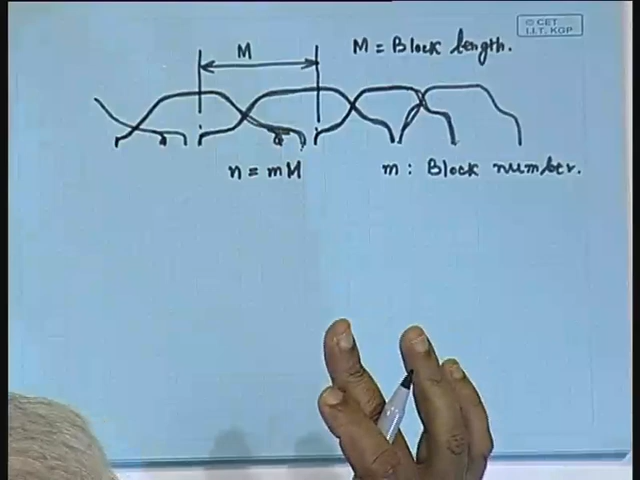 © CET
I.I.T. KGP
M
M = Block length.
n = mM
m : Block number.